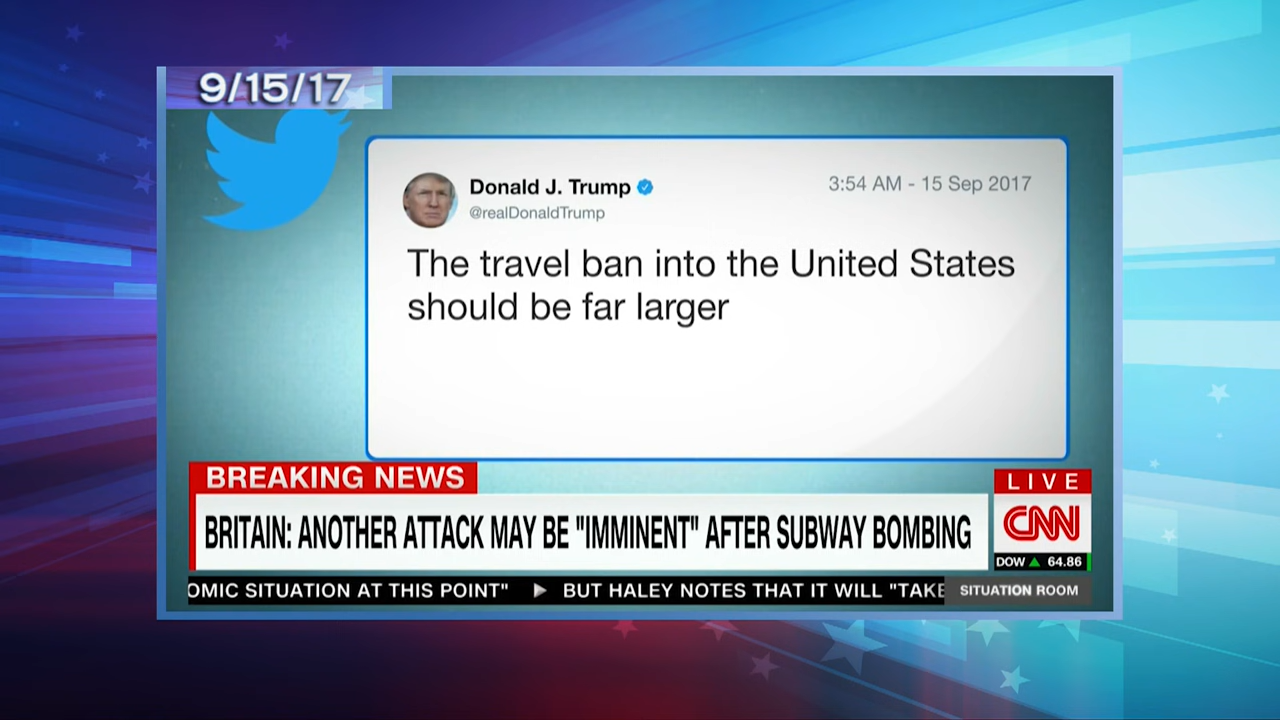 9/15/17
Donald J. Trump
3:54 AM - 15 Sep 2017
@realDonaldTrump
The travel ban into the United States
should be far larger
BREAKING NEWS
LIVE
BRITAIN: ANOTHER ATTACK MAY BE "IMMINENT" AFTER SUBWAY BOMBING
CNN
DOW ▲ 64.86
OMIC SITUATION AT THIS POINT" ▶ BUT HALEY NOTES THAT IT WILL "TAKE
SITUATION ROOM